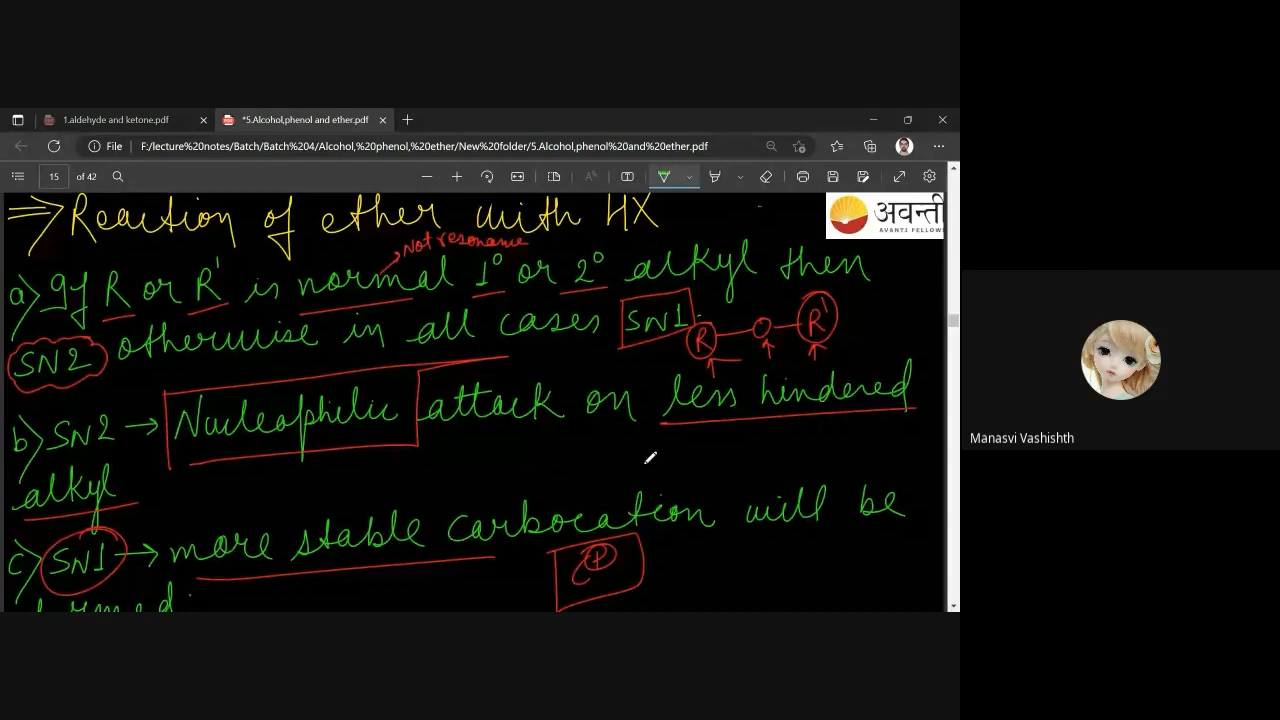 1.aldehyde and ketone.pdf
*5.Alcohol,phenol and ether.pdf
File
F:/lecture%20notes/Batch/Batch%204/Alcohol,%20phenol,%20ether/New%20folder/5.Alcohol,phenol%20and%20ether.pdf
15 of 42
⇒ Reaction of ether with HX
अवन्ती
AVANTI FELLOWS
Not resonance
a) If R or R' is normal 1° or 2° alkyl then
SN2 otherwise in all cases SN1.
R — O — R'
b) SN2 → Nucleophilic attack on less hindered
alkyl
c) SN1 → more stable carbocation will be
Manasvi Vashishth